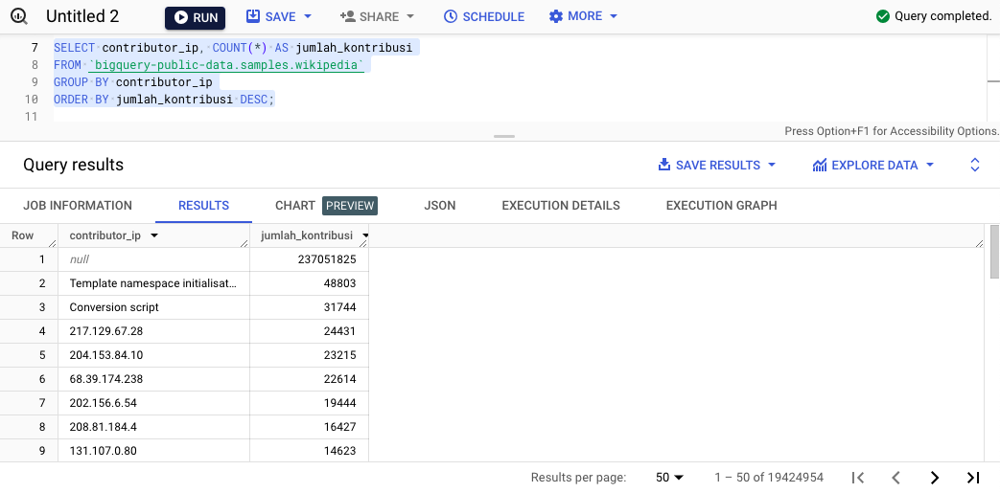 Untitled 2 RUN SAVE SHARE SCHEDULE MORE Query completed.
7 SELECT contributor_ip, COUNT(*) AS jumlah_kontribusi
8 FROM `bigquery-public-data.samples.wikipedia`
9 GROUP BY contributor_ip
10 ORDER BY jumlah_kontribusi DESC;
11
Press Option+F1 for Accessibility Options.
Query results SAVE RESULTS EXPLORE DATA
JOB INFORMATION RESULTS CHART PREVIEW JSON EXECUTION DETAILS EXECUTION GRAPH
Row contributor_ip jumlah_kontribusi
1 null 237051825
2 Template namespace initialisat... 48803
3 Conversion script 31744
4 217.129.67.28 24431
5 204.153.84.10 23215
6 68.39.174.238 22614
7 202.156.6.54 19444
8 208.81.184.4 16427
9 131.107.0.80 14623
Results per page: 50 1 – 50 of 19424954